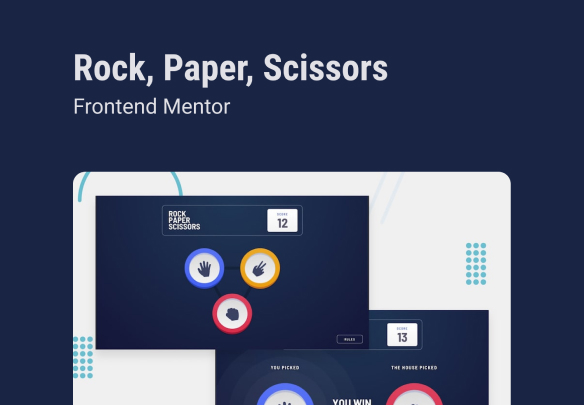 Rock, Paper, Scissors
Frontend Mentor
ROCK
PAPER
SCISSORS
SCORE
12
RULES
SCORE
13
YOU PICKED
THE HOUSE PICKED
YOU WIN